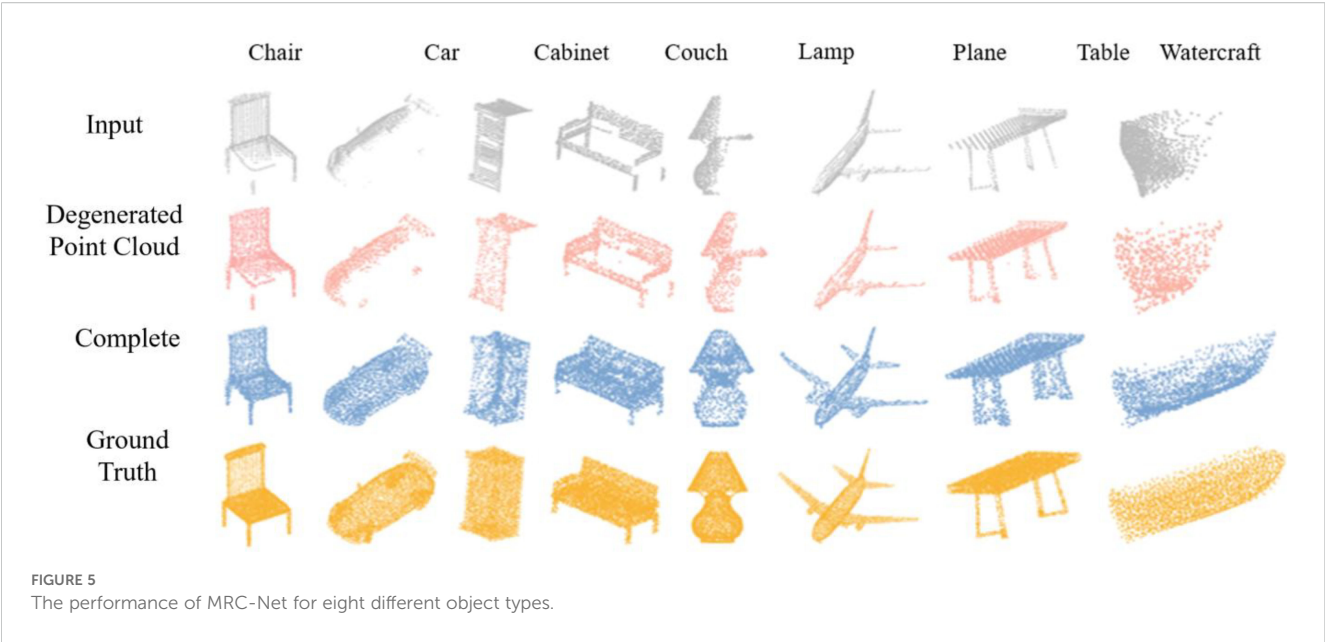 Chair Car Cabinet Couch Lamp Plane Table Watercraft
Input
Degenerated
Point Cloud
Complete
Ground
Truth
FIGURE 5
The performance of MRC-Net for eight different object types.